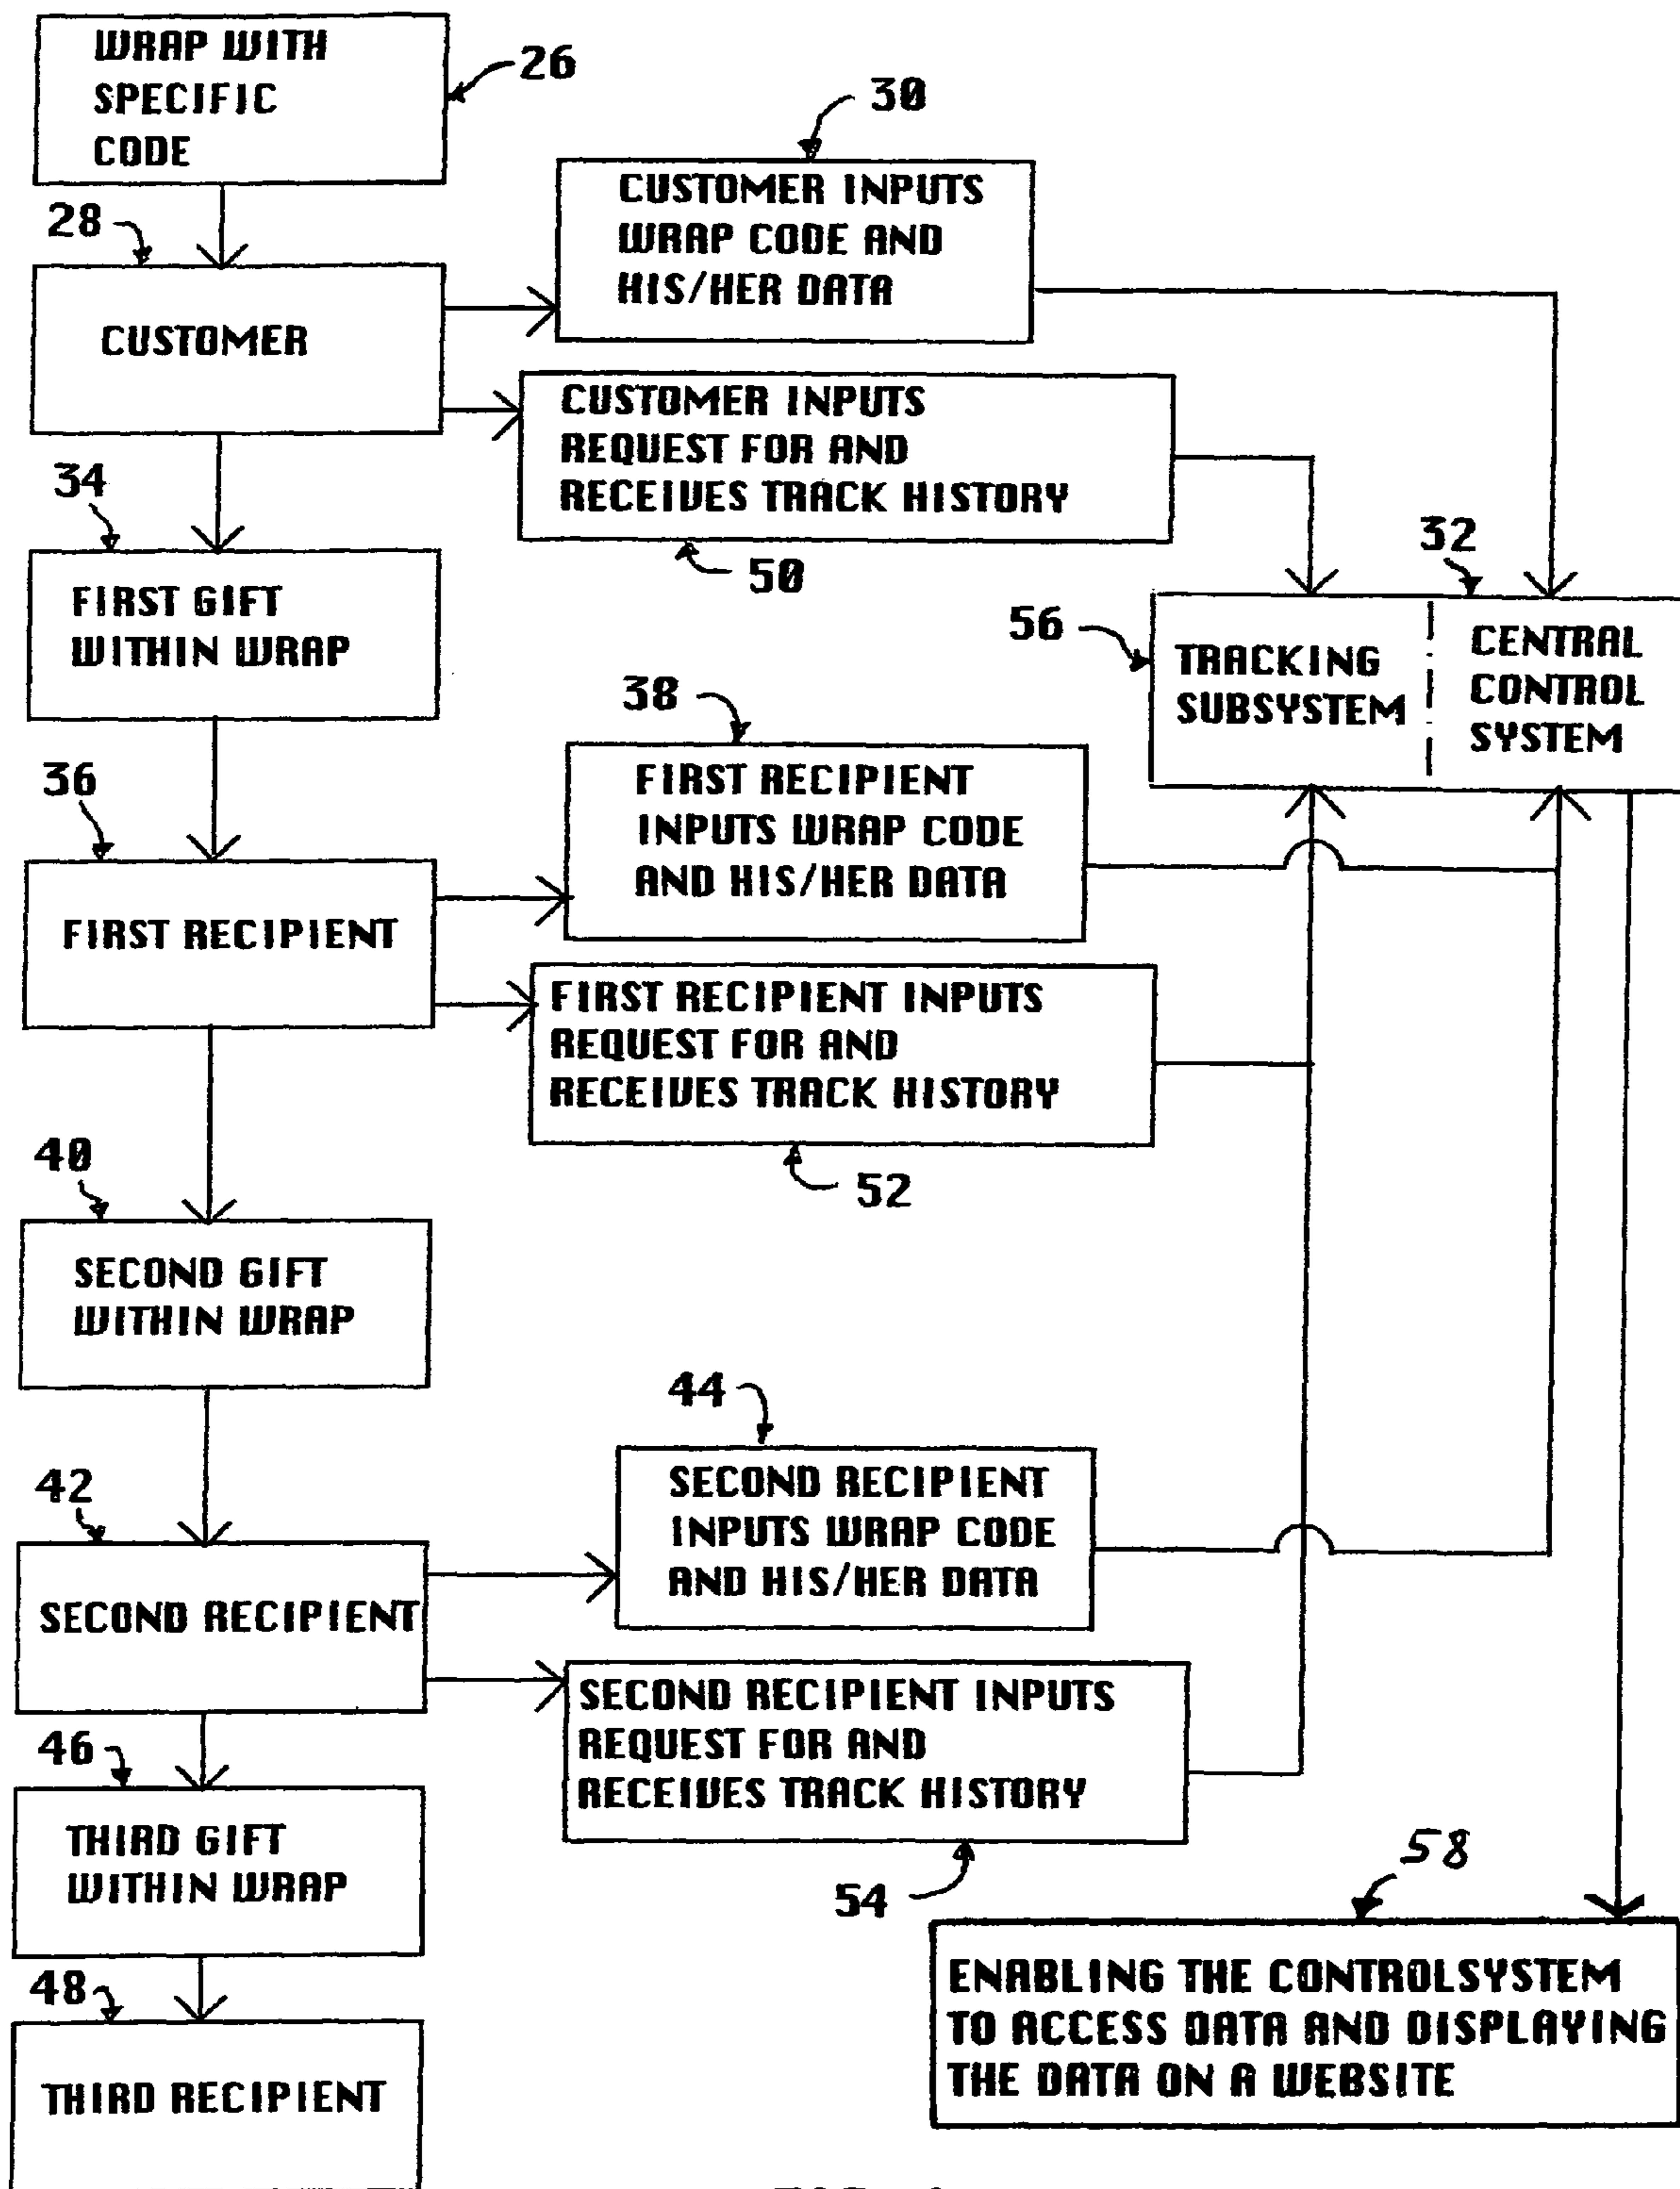 WRAP WITH
SPECIFIC
CODE
26
30
CUSTOMER INPUTS
WRAP CODE AND
HIS/HER DATA
28
CUSTOMER
CUSTOMER INPUTS
REQUEST FOR AND
RECEIVES TRACK HISTORY
50
34
FIRST GIFT
WITHIN WRAP
32
56
TRACKING
SUBSYSTEM
CENTRAL
CONTROL
SYSTEM
38
FIRST RECIPIENT
INPUTS WRAP CODE
AND HIS/HER DATA
36
FIRST RECIPIENT
FIRST RECIPIENT INPUTS
REQUEST FOR AND
RECEIVES TRACK HISTORY
52
40
SECOND GIFT
WITHIN WRAP
44
SECOND RECIPIENT
INPUTS WRAP CODE
AND HIS/HER DATA
42
SECOND RECIPIENT
SECOND RECIPIENT INPUTS
REQUEST FOR AND
RECEIVES TRACK HISTORY
54
46
THIRD GIFT
WITHIN WRAP
58
ENABLING THE CONTROLSYSTEM
TO ACCESS DATA AND DISPLAYING
THE DATA ON A WEBSITE
48
THIRD RECIPIENT